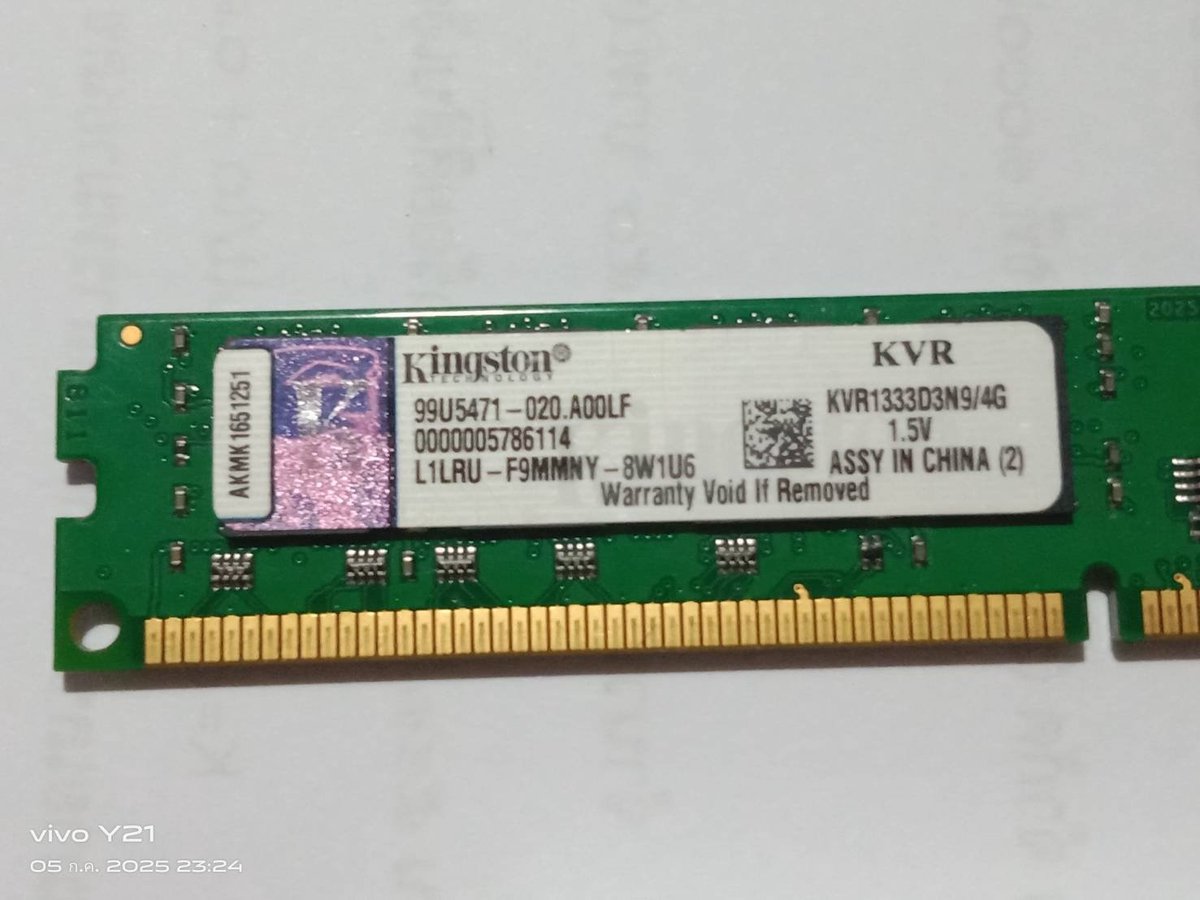 Kingston®
TECHNOLOGY
KVR
AKMK1651251
99U5471-020.A00LF
0000005786114
L1LRU-F9MMNY-8W1U6
KVR1333D3N9/4G
1.5V
ASSY IN CHINA (2)
Warranty Void If Removed
vivo Y21
05 ก.ค. 2025 23:24